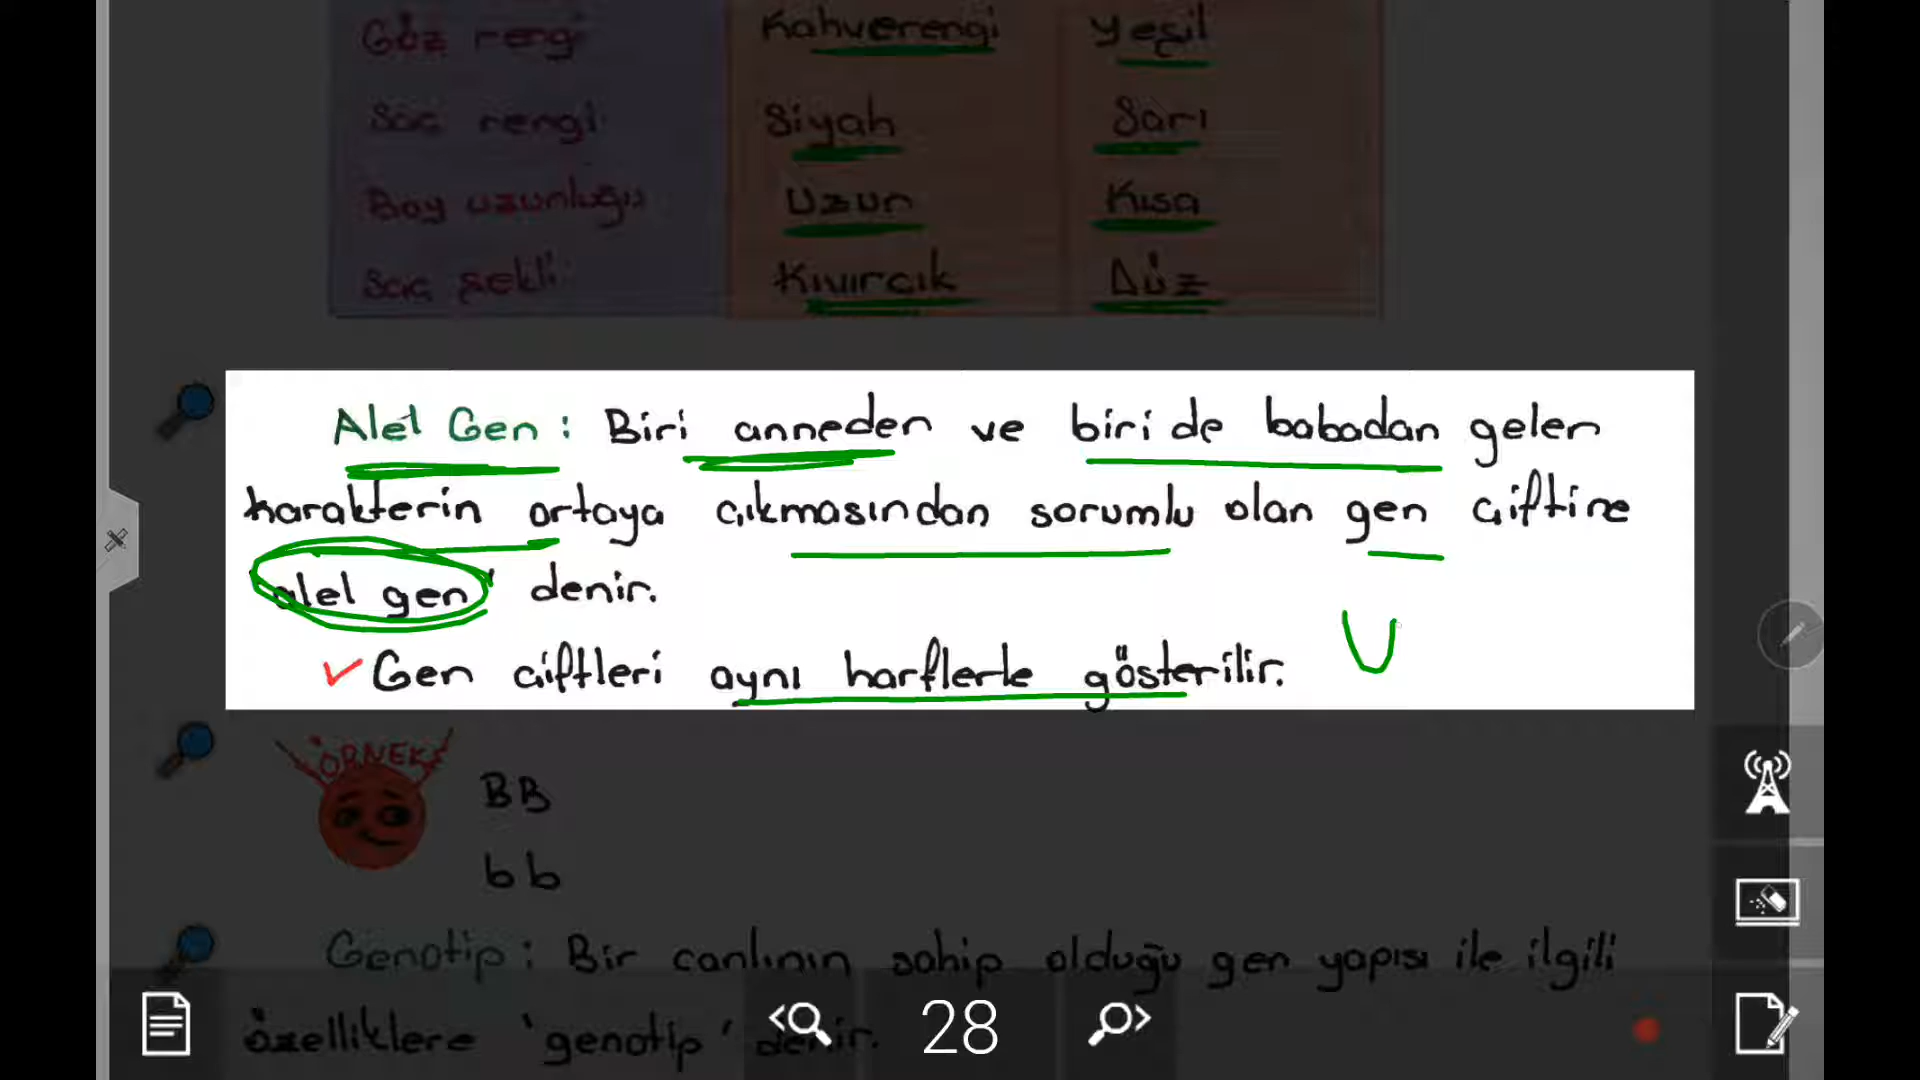 Göz rengi Kahverengi Yeşil
Saç rengi Siyah Sarı
Boy uzunluğu Uzun Kısa
Saç şekli Kıvırcık Düz
Alel Gen : Biri anneden ve biri de babadan gelen
karakterin ortaya çıkmasından sorumlu olan gen çiftine
'alel gen' denir.
✓ Gen çiftleri aynı harflerle gösterilir. U
ÖRNEK
BB
bb
Genotip : Bir canlının sahip olduğu gen yapısı ile ilgili
özelliklere 'genotip' denir.
28